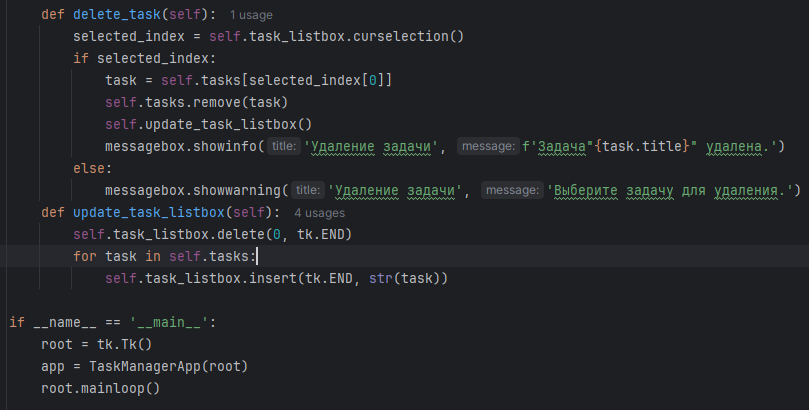 def delete_task(self): 1 usage
selected_index = self.task_listbox.curselection()
if selected_index:
task = self.tasks[selected_index[0]]
self.tasks.remove(task)
self.update_task_listbox()
messagebox.showinfo( title: 'Удаление задачи', message: f'Задача"{task.title}" удалена.')
else:
messagebox.showwarning( title: 'Удаление задачи', message: 'Выберите задачу для удаления.')
def update_task_listbox(self): 4 usages
self.task_listbox.delete(0, tk.END)
for task in self.tasks:
self.task_listbox.insert(tk.END, str(task))
if __name__ == '__main__':
root = tk.Tk()
app = TaskManagerApp(root)
root.mainloop()